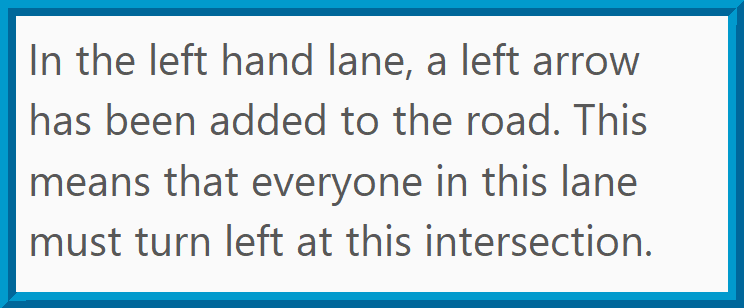 In the left hand lane, a left arrow
has been added to the road. This
means that everyone in this lane
must turn left at this intersection.